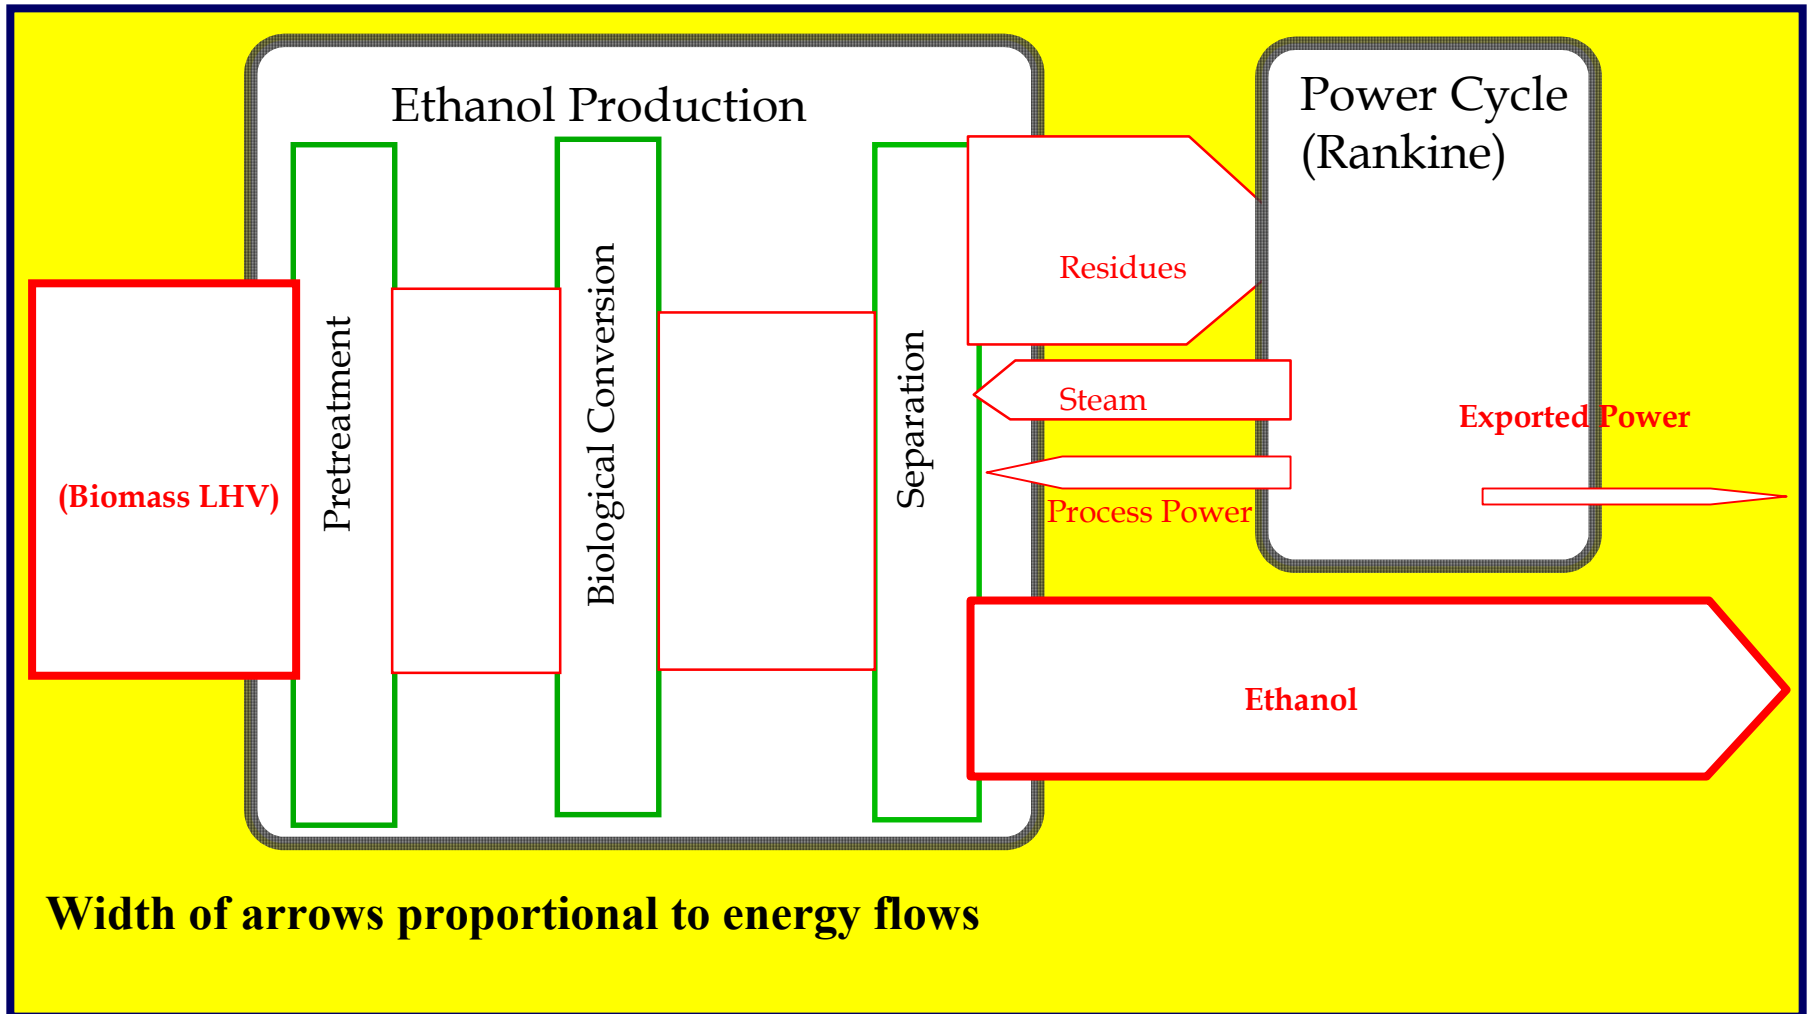 Ethanol Production
Power Cycle
(Rankine)
(Biomass LHV)
Pretreatment
Biological Conversion
Separation
Residues
Steam
Process Power
Exported Power
Ethanol
Width of arrows proportional to energy flows